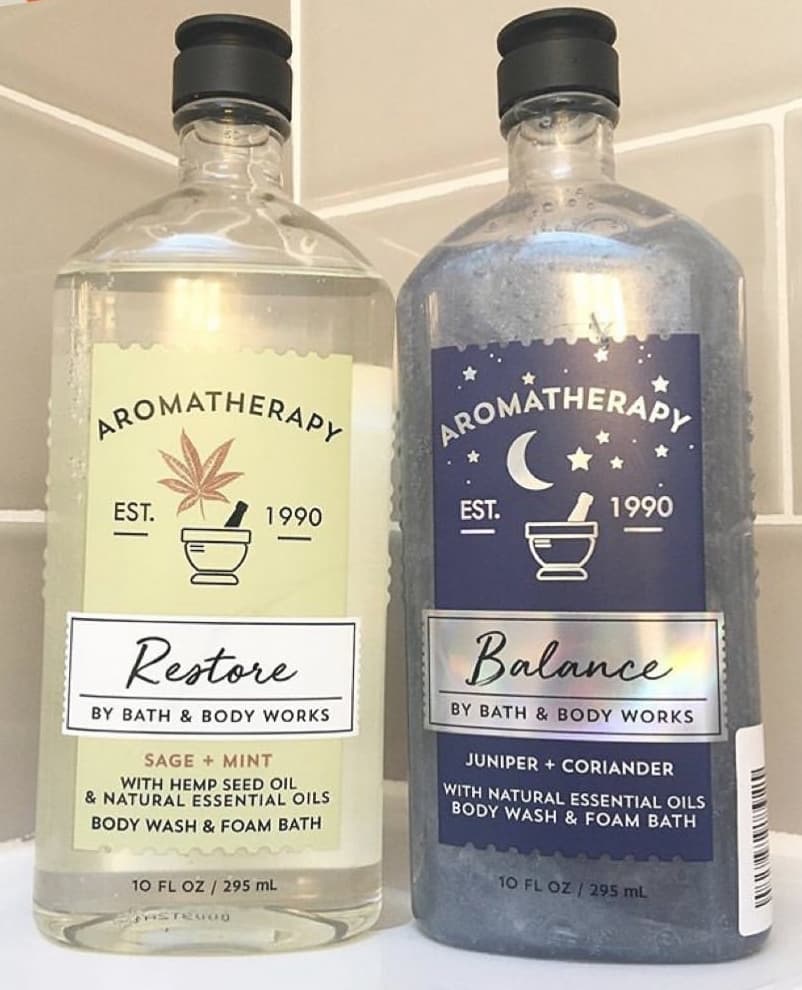 AROMATHERAPY
EST. 1990
Restore
BY BATH & BODY WORKS
SAGE + MINT
WITH HEMP SEED OIL
& NATURAL ESSENTIAL OILS
BODY WASH & FOAM BATH
10 FL OZ / 295 mL
AROMATHERAPY
EST. 1990
Balance
BY BATH & BODY WORKS
JUNIPER + CORIANDER
WITH NATURAL ESSENTIAL OILS
BODY WASH & FOAM BATH
10 FL OZ / 295 mL